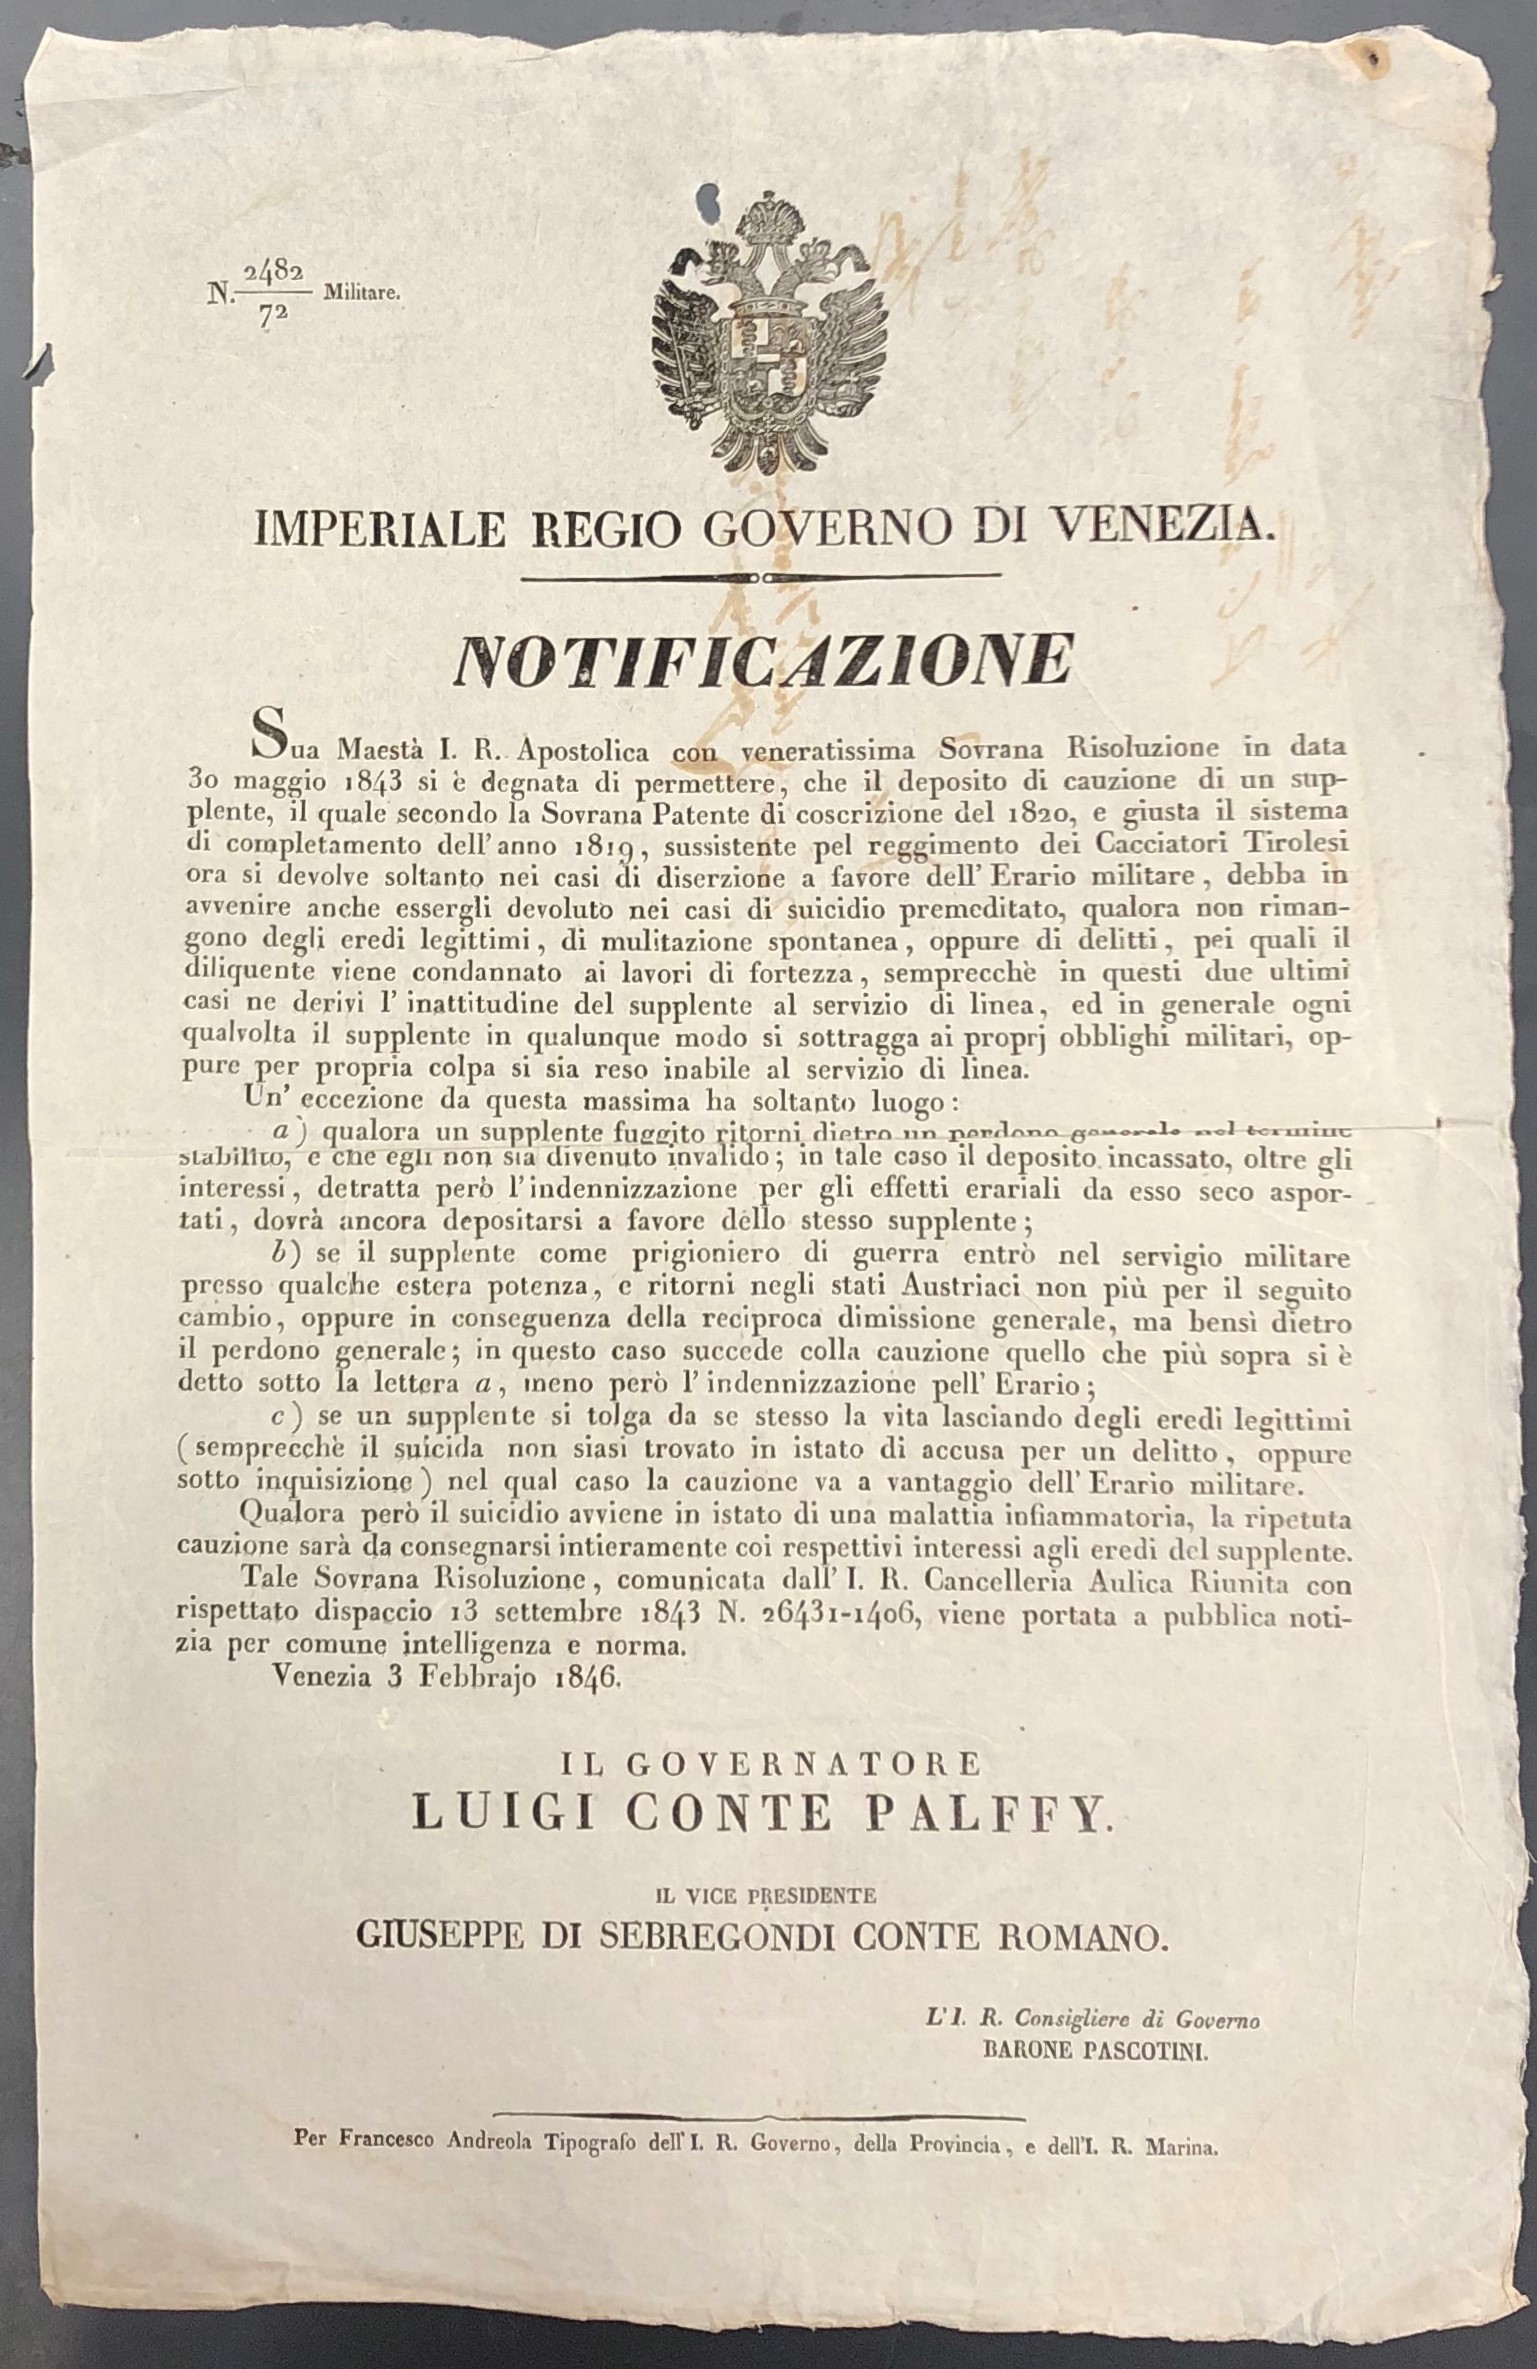 N. 2482/72 Militare.
IMPERIALE REGIO GOVERNO DI VENEZIA.
NOTIFICAZIONE
Sua Maestà I. R. Apostolica con veneratissima Sovrana Risoluzione in data
30 maggio 1843 si è degnata di permettere, che il deposito di cauzione di un sup-
plente, il quale secondo la Sovrana Patente di coscrizione del 1820, e giusta il sistema
di completamento dell' anno 1819, sussistente pel reggimento dei Cacciatori Tirolesi
ora si devolve soltanto nei casi di diserzione a favore dell' Erario militare, debba in
avvenire anche essergli devoluto nei casi di suicidio premeditato, qualora non riman-
gono degli eredi legittimi, di mulitazione spontanea, oppure di delitti, pei quali il
diliquente viene condannato ai lavori di fortezza, semprecchè in questi due ultimi
casi ne derivi l' inattitudine del supplente al servizio di linea, ed in generale ogni
qualvolta il supplente in qualunque modo si sottragga ai proprj obblighi militari, op-
pure per propria colpa si sia reso inabile al servizio di linea.
Un' eccezione da questa massima ha soltanto luogo:
a) qualora un supplente fuggito ritorni dietro un perdono generale nel termine
stabilito, e che egli non sia divenuto invalido; in tale caso il deposito incassato, oltre gli
interessi, detratta però l'indennizzazione per gli effetti erariali da esso seco aspor-
tati, dovrà ancora depositarsi a favore dello stesso supplente;
b) se il supplente come prigioniero di guerra entrò nel servigio militare
presso qualche estera potenza, e ritorni negli stati Austriaci non più per il seguito
cambio, oppure in conseguenza della reciproca dimissione generale, ma bensì dietro
il perdono generale; in questo caso succede colla cauzione quello che più sopra si è
detto sotto la lettera a, meno però l'indennizzazione pell' Erario;
c) se un supplente si tolga da se stesso la vita lasciando degli eredi legittimi
(semprecchè il suicida non siasi trovato in istato di accusa per un delitto, oppure
sotto inquisizione) nel qual caso la cauzione va a vantaggio dell' Erario militare.
Qualora però il suicidio avviene in istato di una malattia infiammatoria, la ripetuta
cauzione sarà da consegnarsi intieramente coi respettivi interessi agli eredi del supplente.
Tale Sovrana Risoluzione, comunicata dall' I. R. Cancelleria Aulica Riunita con
rispettato dispaccio 13 settembre 1843 N. 26431-1406, viene portata a pubblica noti-
zia per comune intelligenza e norma.
Venezia 3 Febbrajo 1846.
IL GOVERNATORE
LUIGI CONTE PALFFY.
IL VICE PRESIDENTE
GIUSEPPE DI SEBREGONDI CONTE ROMANO.
L' I. R. Consigliere di Governo
BARONE PASCOTINI.
Per Francesco Andreola Tipografo dell' I. R. Governo, della Provincia, e dell'I. R. Marina.